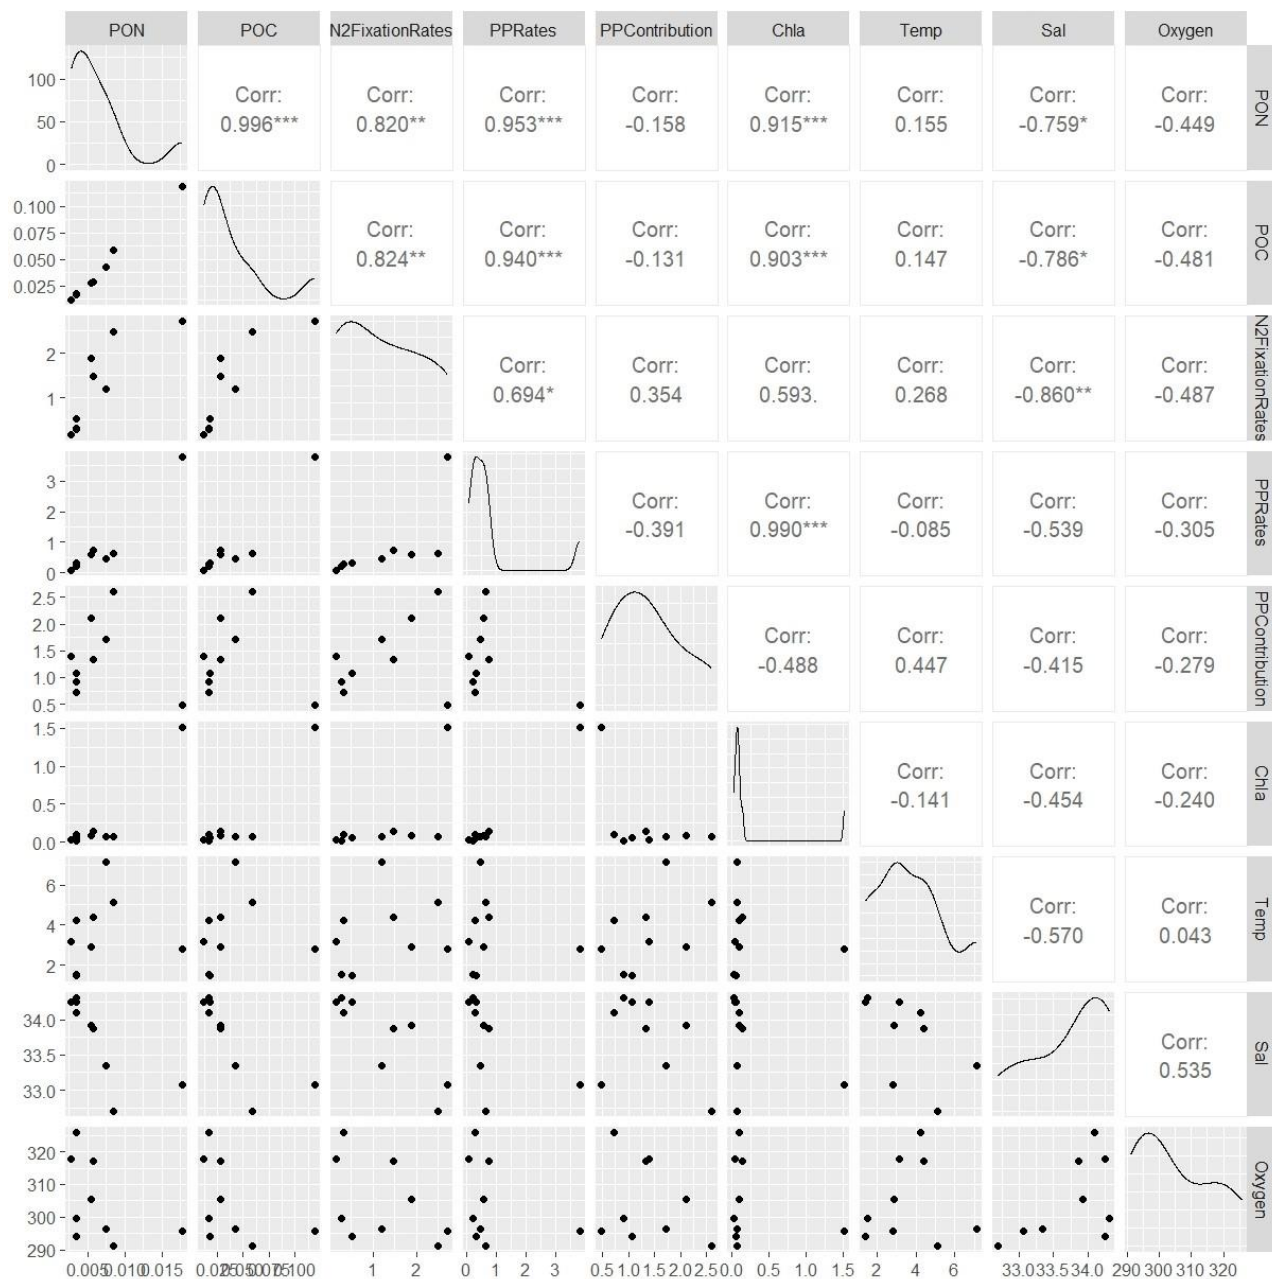 PON POC N2FixationRates PPRates PPContribution Chla Temp Sal Oxygen
100
50
0
Corr: Corr: Corr: Corr: Corr: Corr: Corr: Corr:
0.996*** 0.820** 0.953*** -0.158 0.915*** 0.155 -0.759* -0.449
PON
0.100
0.075
0.050
0.025
Corr: Corr: Corr: Corr: Corr: Corr: Corr:
0.824** 0.940*** -0.131 0.903*** 0.147 -0.786* -0.481
POC
2
1
Corr: Corr: Corr: Corr: Corr: Corr:
0.694* 0.354 0.593. 0.268 -0.860** -0.487
N2FixationRates
3
2
1
0
Corr: Corr: Corr: Corr: Corr:
-0.391 0.990*** -0.085 -0.539 -0.305
PPRates
2.5
2.0
1.5
1.0
0.5
Corr: Corr: Corr: Corr:
-0.488 0.447 -0.415 -0.279
PPContribution
1.5
1.0
0.5
0.0
Corr: Corr: Corr:
-0.141 -0.454 -0.240
Chla
6
4
2
Corr: Corr:
-0.570 0.043
Temp
34.0
33.5
33.0
Corr:
0.535
Sal
320
310
300
290
Oxygen
0.005 0.010 0.015 0.025 0.050 0.075 0.100 1 2 0 1 2 3 0.5 1.0 1.5 2.0 2.5 0.0 0.5 1.0 1.5 2 4 6 33.0 33.5 34.0 290 300 310 320